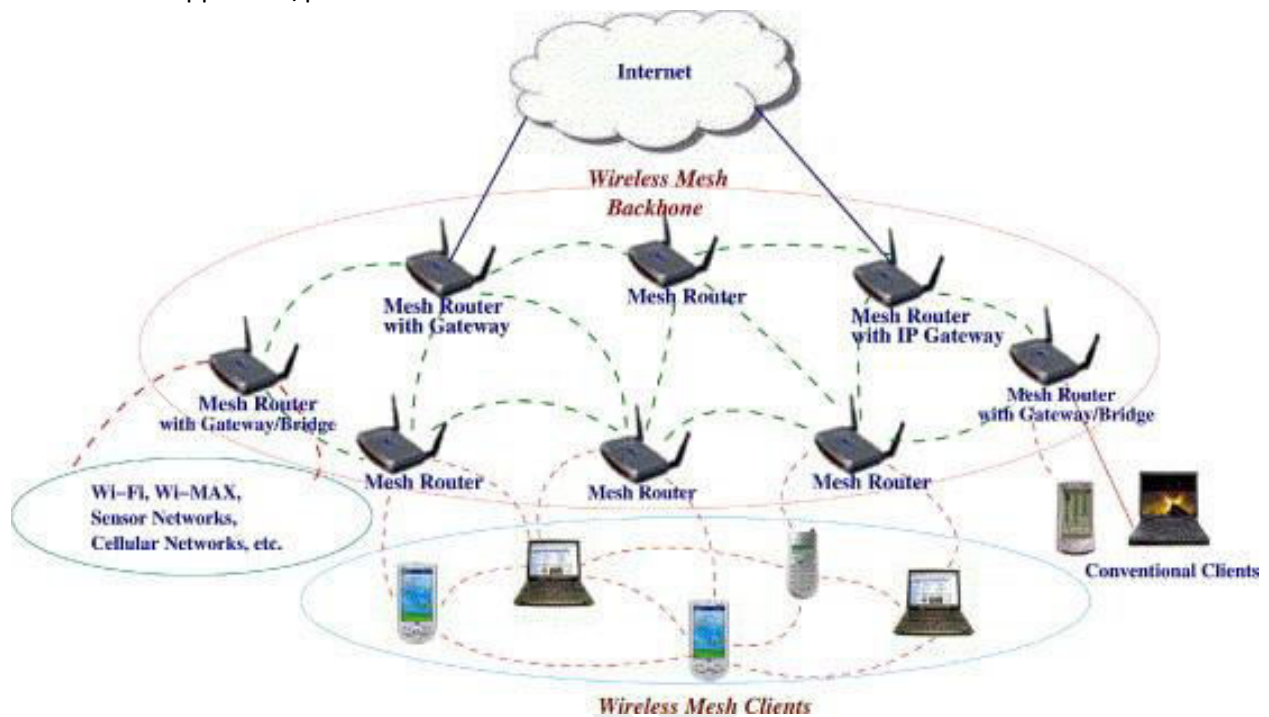 Internet
Wireless Mesh
Backbone
Mesh Router
with Gateway
Mesh Router
Mesh Router
with IP Gateway
Mesh Router
with Gateway/Bridge
Mesh Router
with Gateway/Bridge
Mesh Router
Mesh Router
Mesh Router
Wi-Fi, Wi-MAX,
Sensor Networks,
Cellular Networks, etc.
Conventional Clients
Wireless Mesh Clients